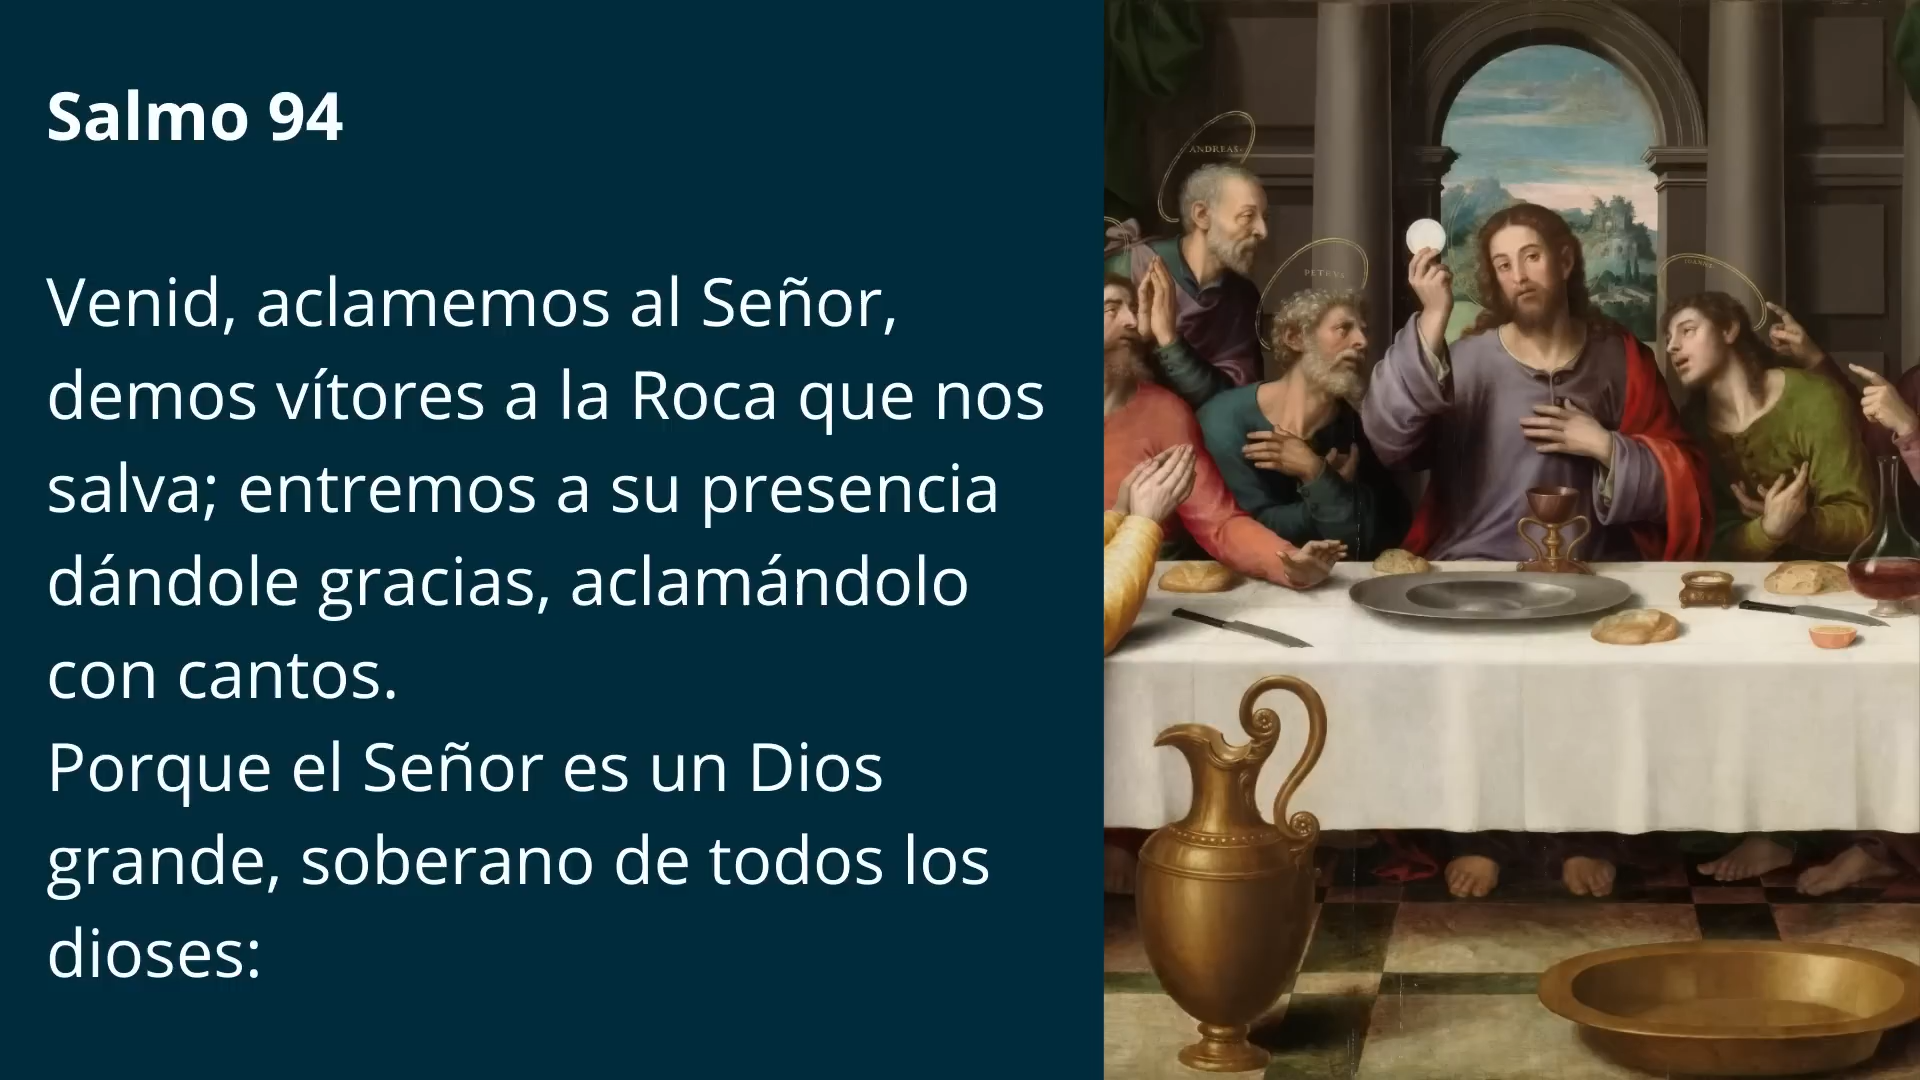 Salmo 94
Venid, aclamemos al Señor,
demos vítores a la Roca que nos
salva; entremos a su presencia
dándole gracias, aclamándolo
con cantos.
Porque el Señor es un Dios
grande, soberano de todos los
dioses:
ANDREAS
PETRVS